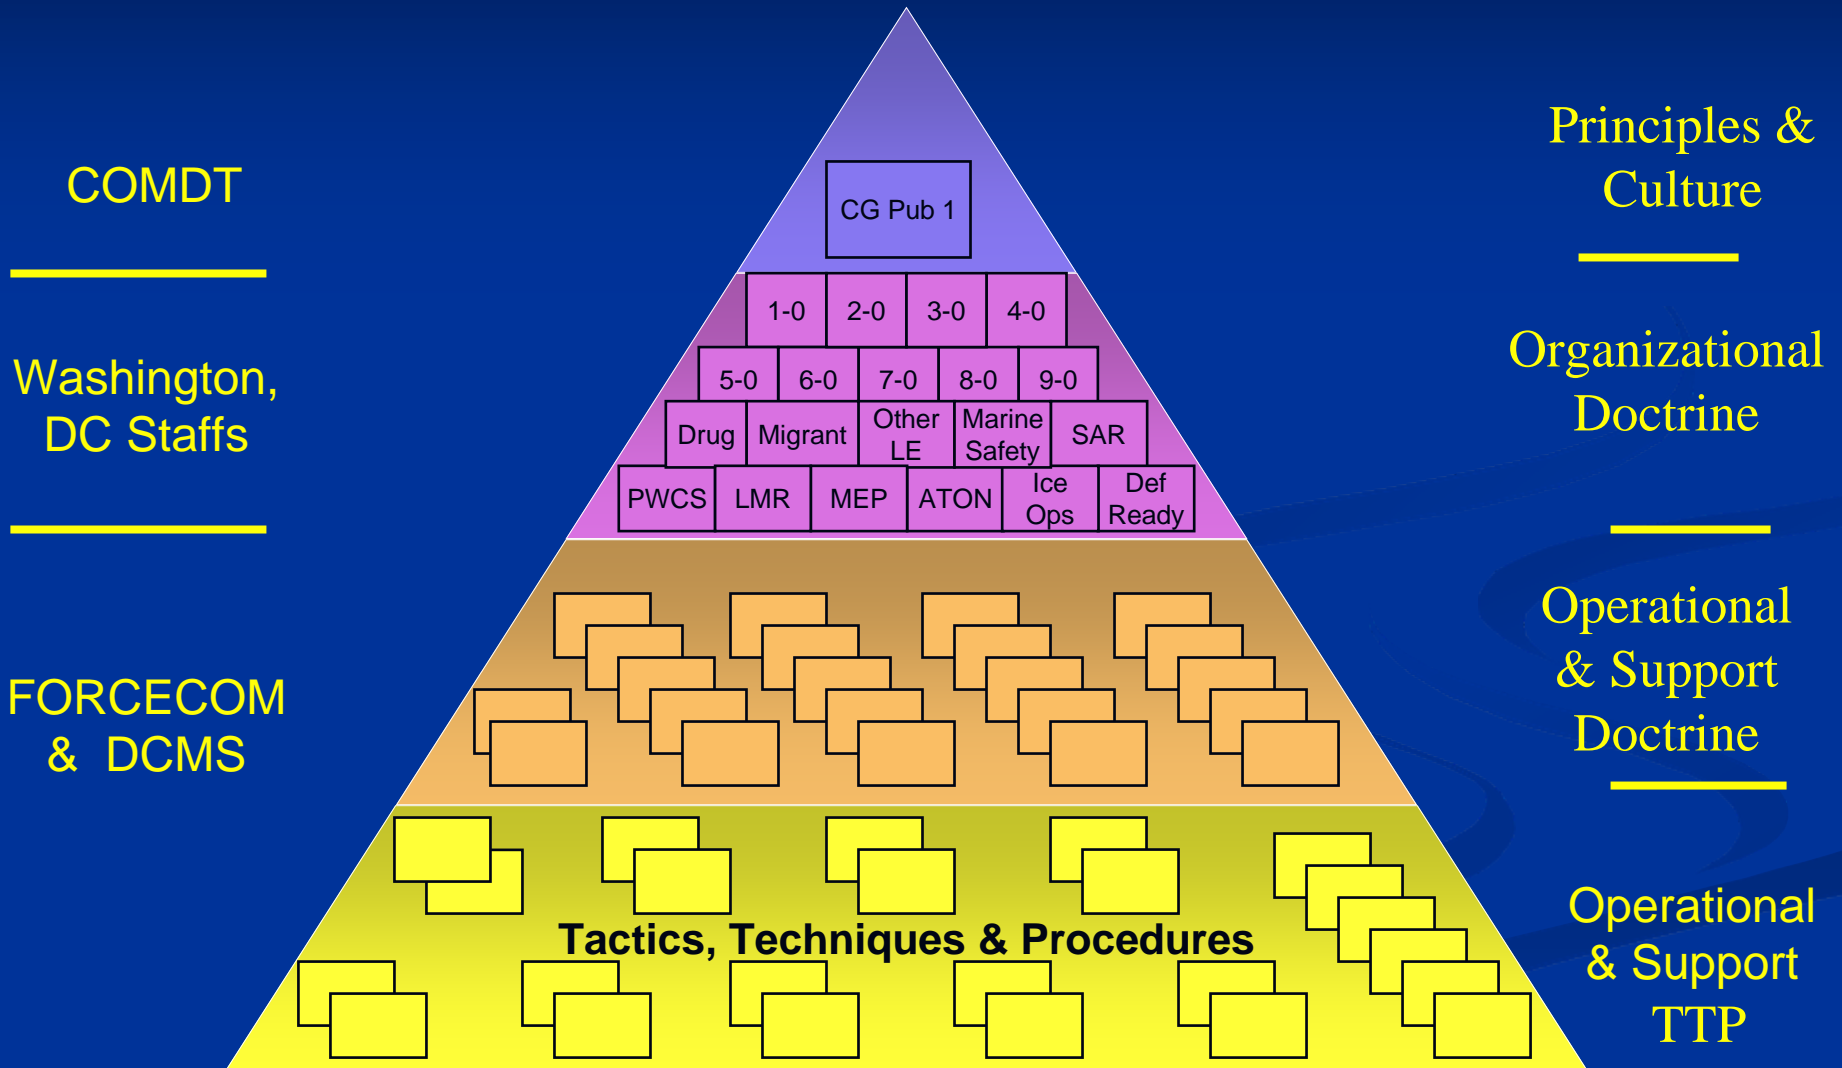 COMDT
Washington,
DC Staffs
FORCECOM
& DCMS
CG Pub 1
1-0 2-0 3-0 4-0
5-0 6-0 7-0 8-0 9-0
Drug Migrant Other LE Marine Safety SAR
PWCS LMR MEP ATON Ice Ops Def Ready
Tactics, Techniques & Procedures
Principles &
Culture
Organizational
Doctrine
Operational
& Support
Doctrine
Operational
& Support
TTP